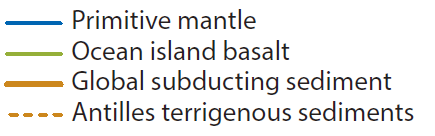 Primitive mantle
Ocean island basalt
Global subducting sediment
Antilles terrigenous sediments